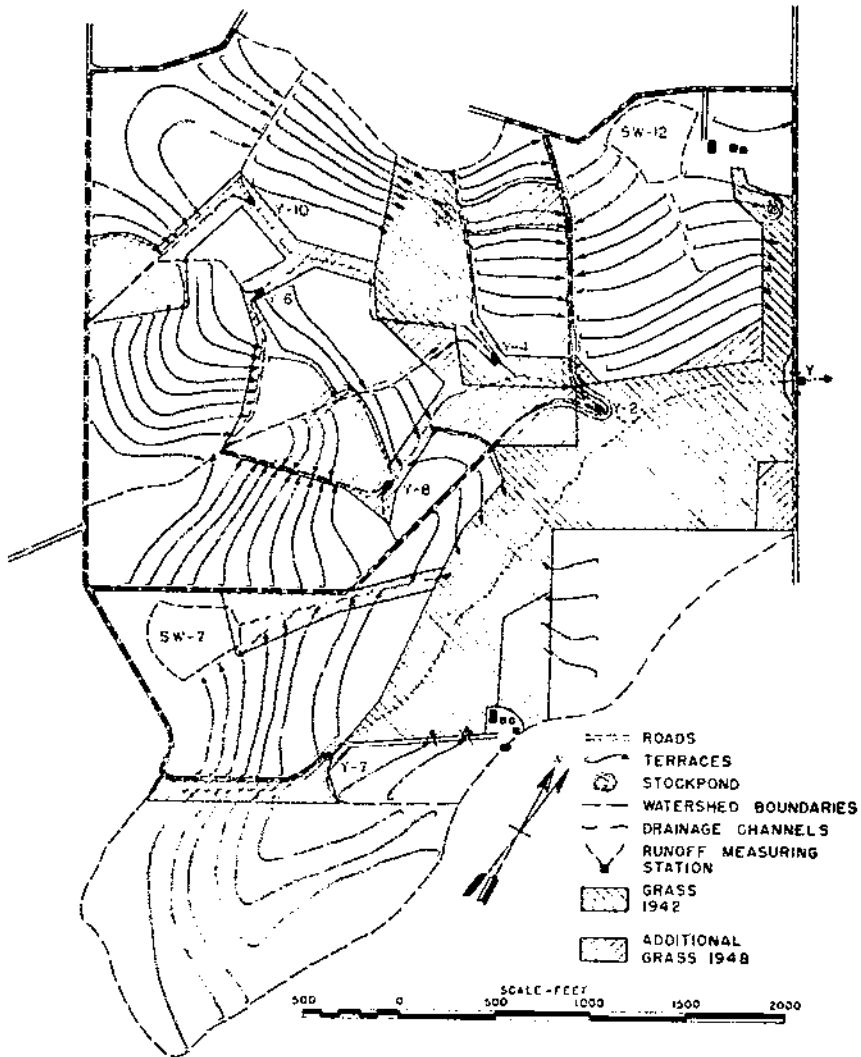 SW-12
Y-10
Y-6
Y-4
Y
Y-2
Y-8
SW-7
Y-7
N
ROADS
TERRACES
STOCKPOND
WATERSHED BOUNDARIES
DRAINAGE CHANNELS
RUNOFF MEASURING
STATION
GRASS
1942
ADDITIONAL
GRASS 1948
SCALE-FEET
500 0 500 1000 1500 2000